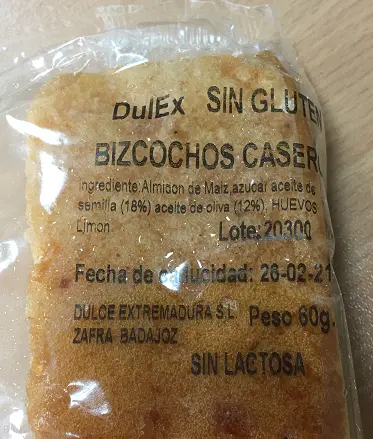 DulEx SIN GLUTEN
BIZCOCHOS CASERO
Ingrediente:Almidon de Maiz,azucar aceite de
semilla (18%) aceite de oliva (12%), HUEVOS
Limon
Lote:20300
Fecha de caducidad: 26-02-21
DULCE EXTREMADURA S.L
ZAFRA BADAJOZ
Peso 60g.
SIN LACTOSA